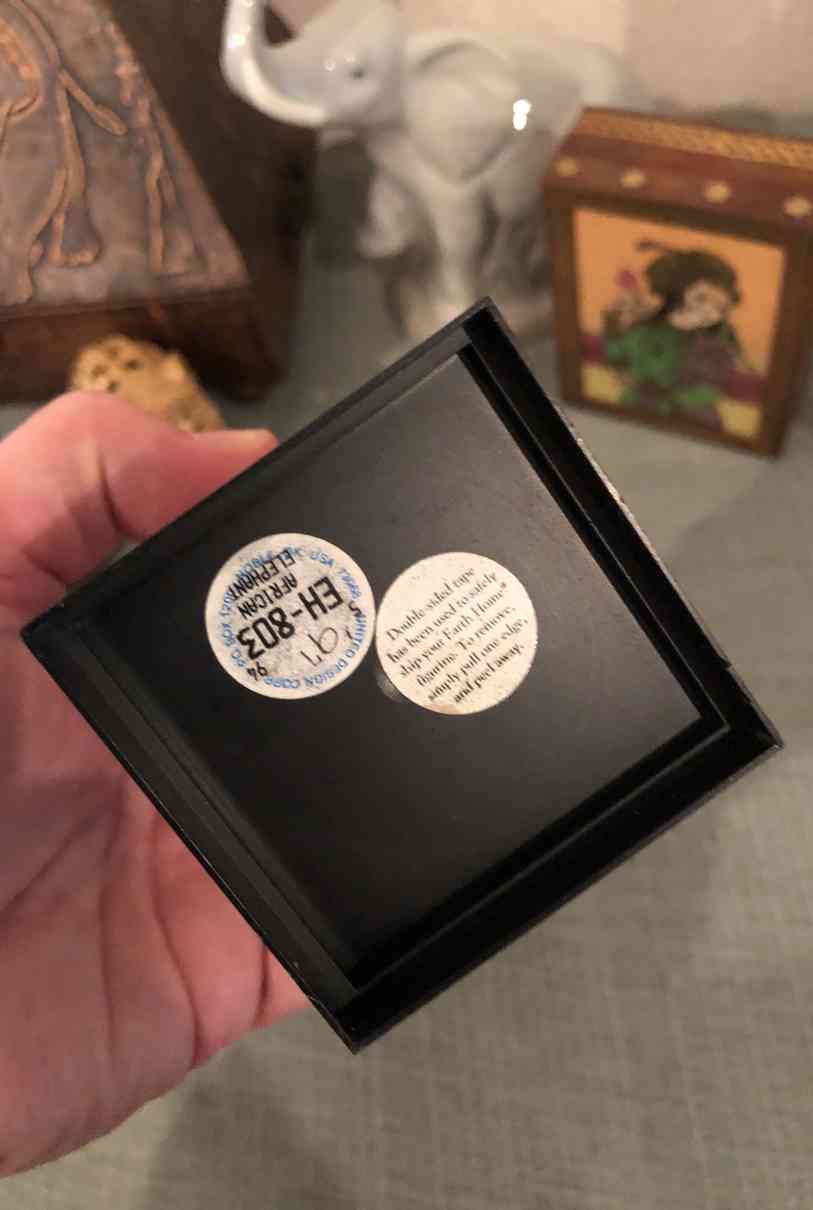 UNITED DESIGN CORP. PO BOX 1200 NOBLE, OK USA 73068
EH-803
AFRICAN
ELEPHANT
94
Double-sided tape
has been used to safely
ship your Earth Home®
figurine. To remove,
simply pull one edge,
and peel away.